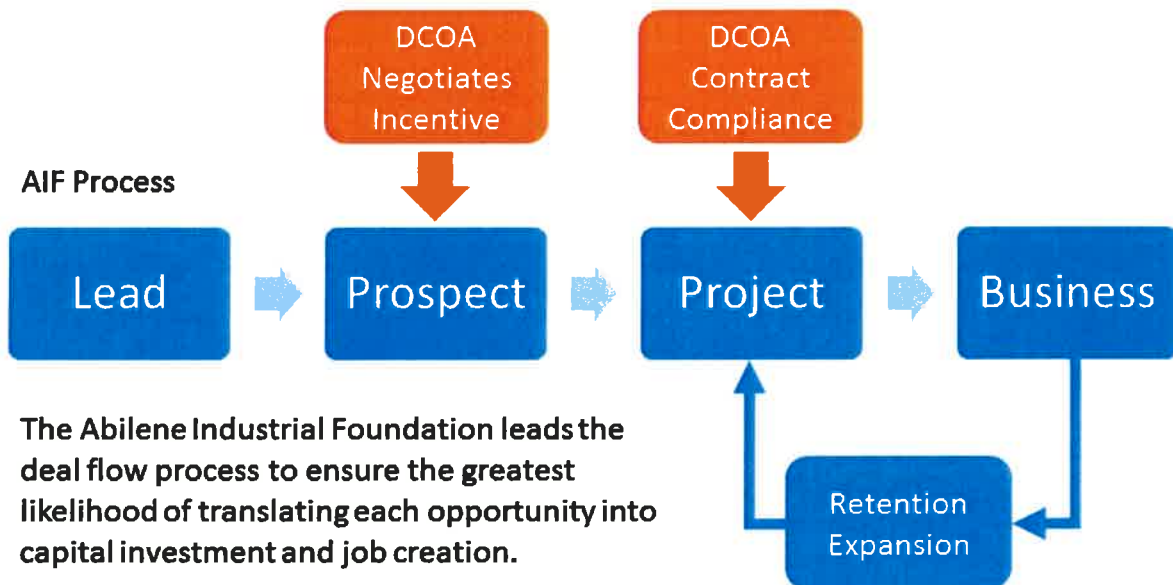 DCOA
Negotiates
Incentive
DCOA
Contract
Compliance
AIF Process
Lead
Prospect
Project
Business
The Abilene Industrial Foundation leads the
deal flow process to ensure the greatest
likelihood of translating each opportunity into
capital investment and job creation.
Retention
Expansion